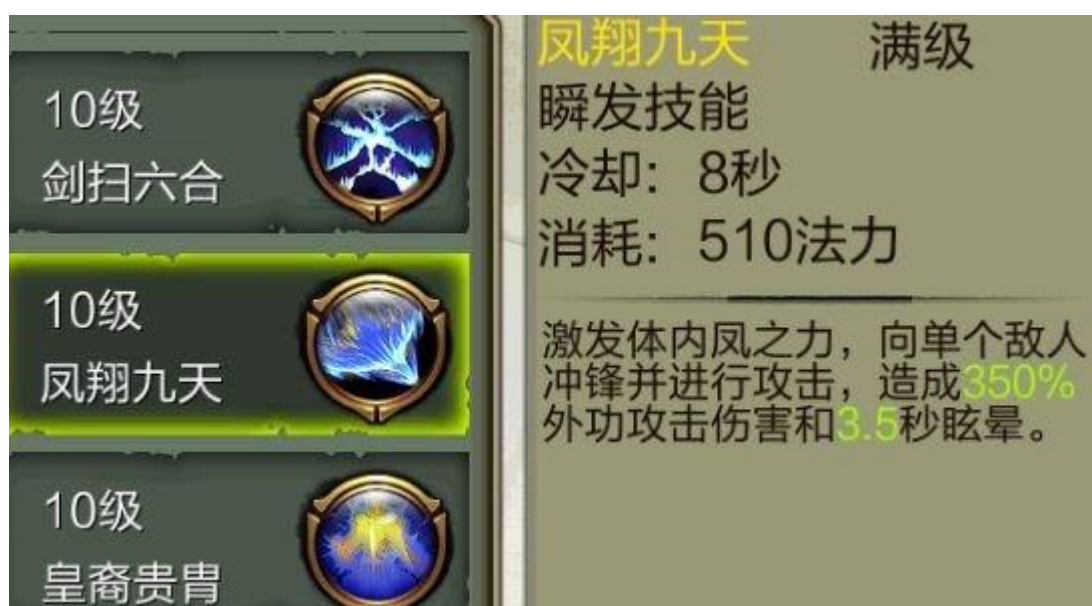 10级
剑扫六合
10级
凤翔九天
10级
皇裔贵胄
凤翔九天 满级
瞬发技能
冷却：8秒
消耗：510法力
激发体内凤之力，向单个敌人
冲锋并进行攻击，造成350%
外功攻击伤害和3.5秒眩晕。